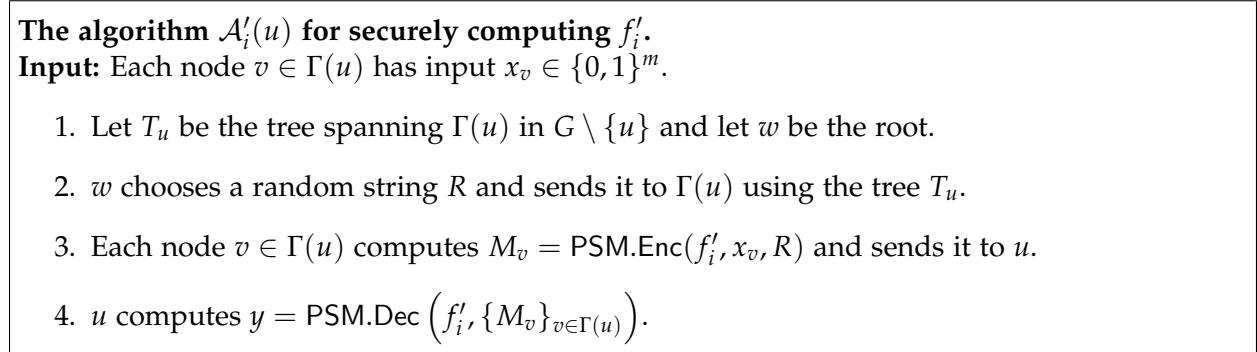 The algorithm 𝒜′ᵢ(u) for securely computing f′ᵢ.
Input: Each node v ∈ Γ(u) has input xᵥ ∈ {0, 1}ᵐ.
1. Let Tᵤ be the tree spanning Γ(u) in G \ {u} and let w be the root.
2. w chooses a random string R and sends it to Γ(u) using the tree Tᵤ.
3. Each node v ∈ Γ(u) computes Mᵥ = PSM.Enc(f′ᵢ, xᵥ, R) and sends it to u.
4. u computes y = PSM.Dec (f′ᵢ, {Mᵥ}ᵥ∈Γ(u)).